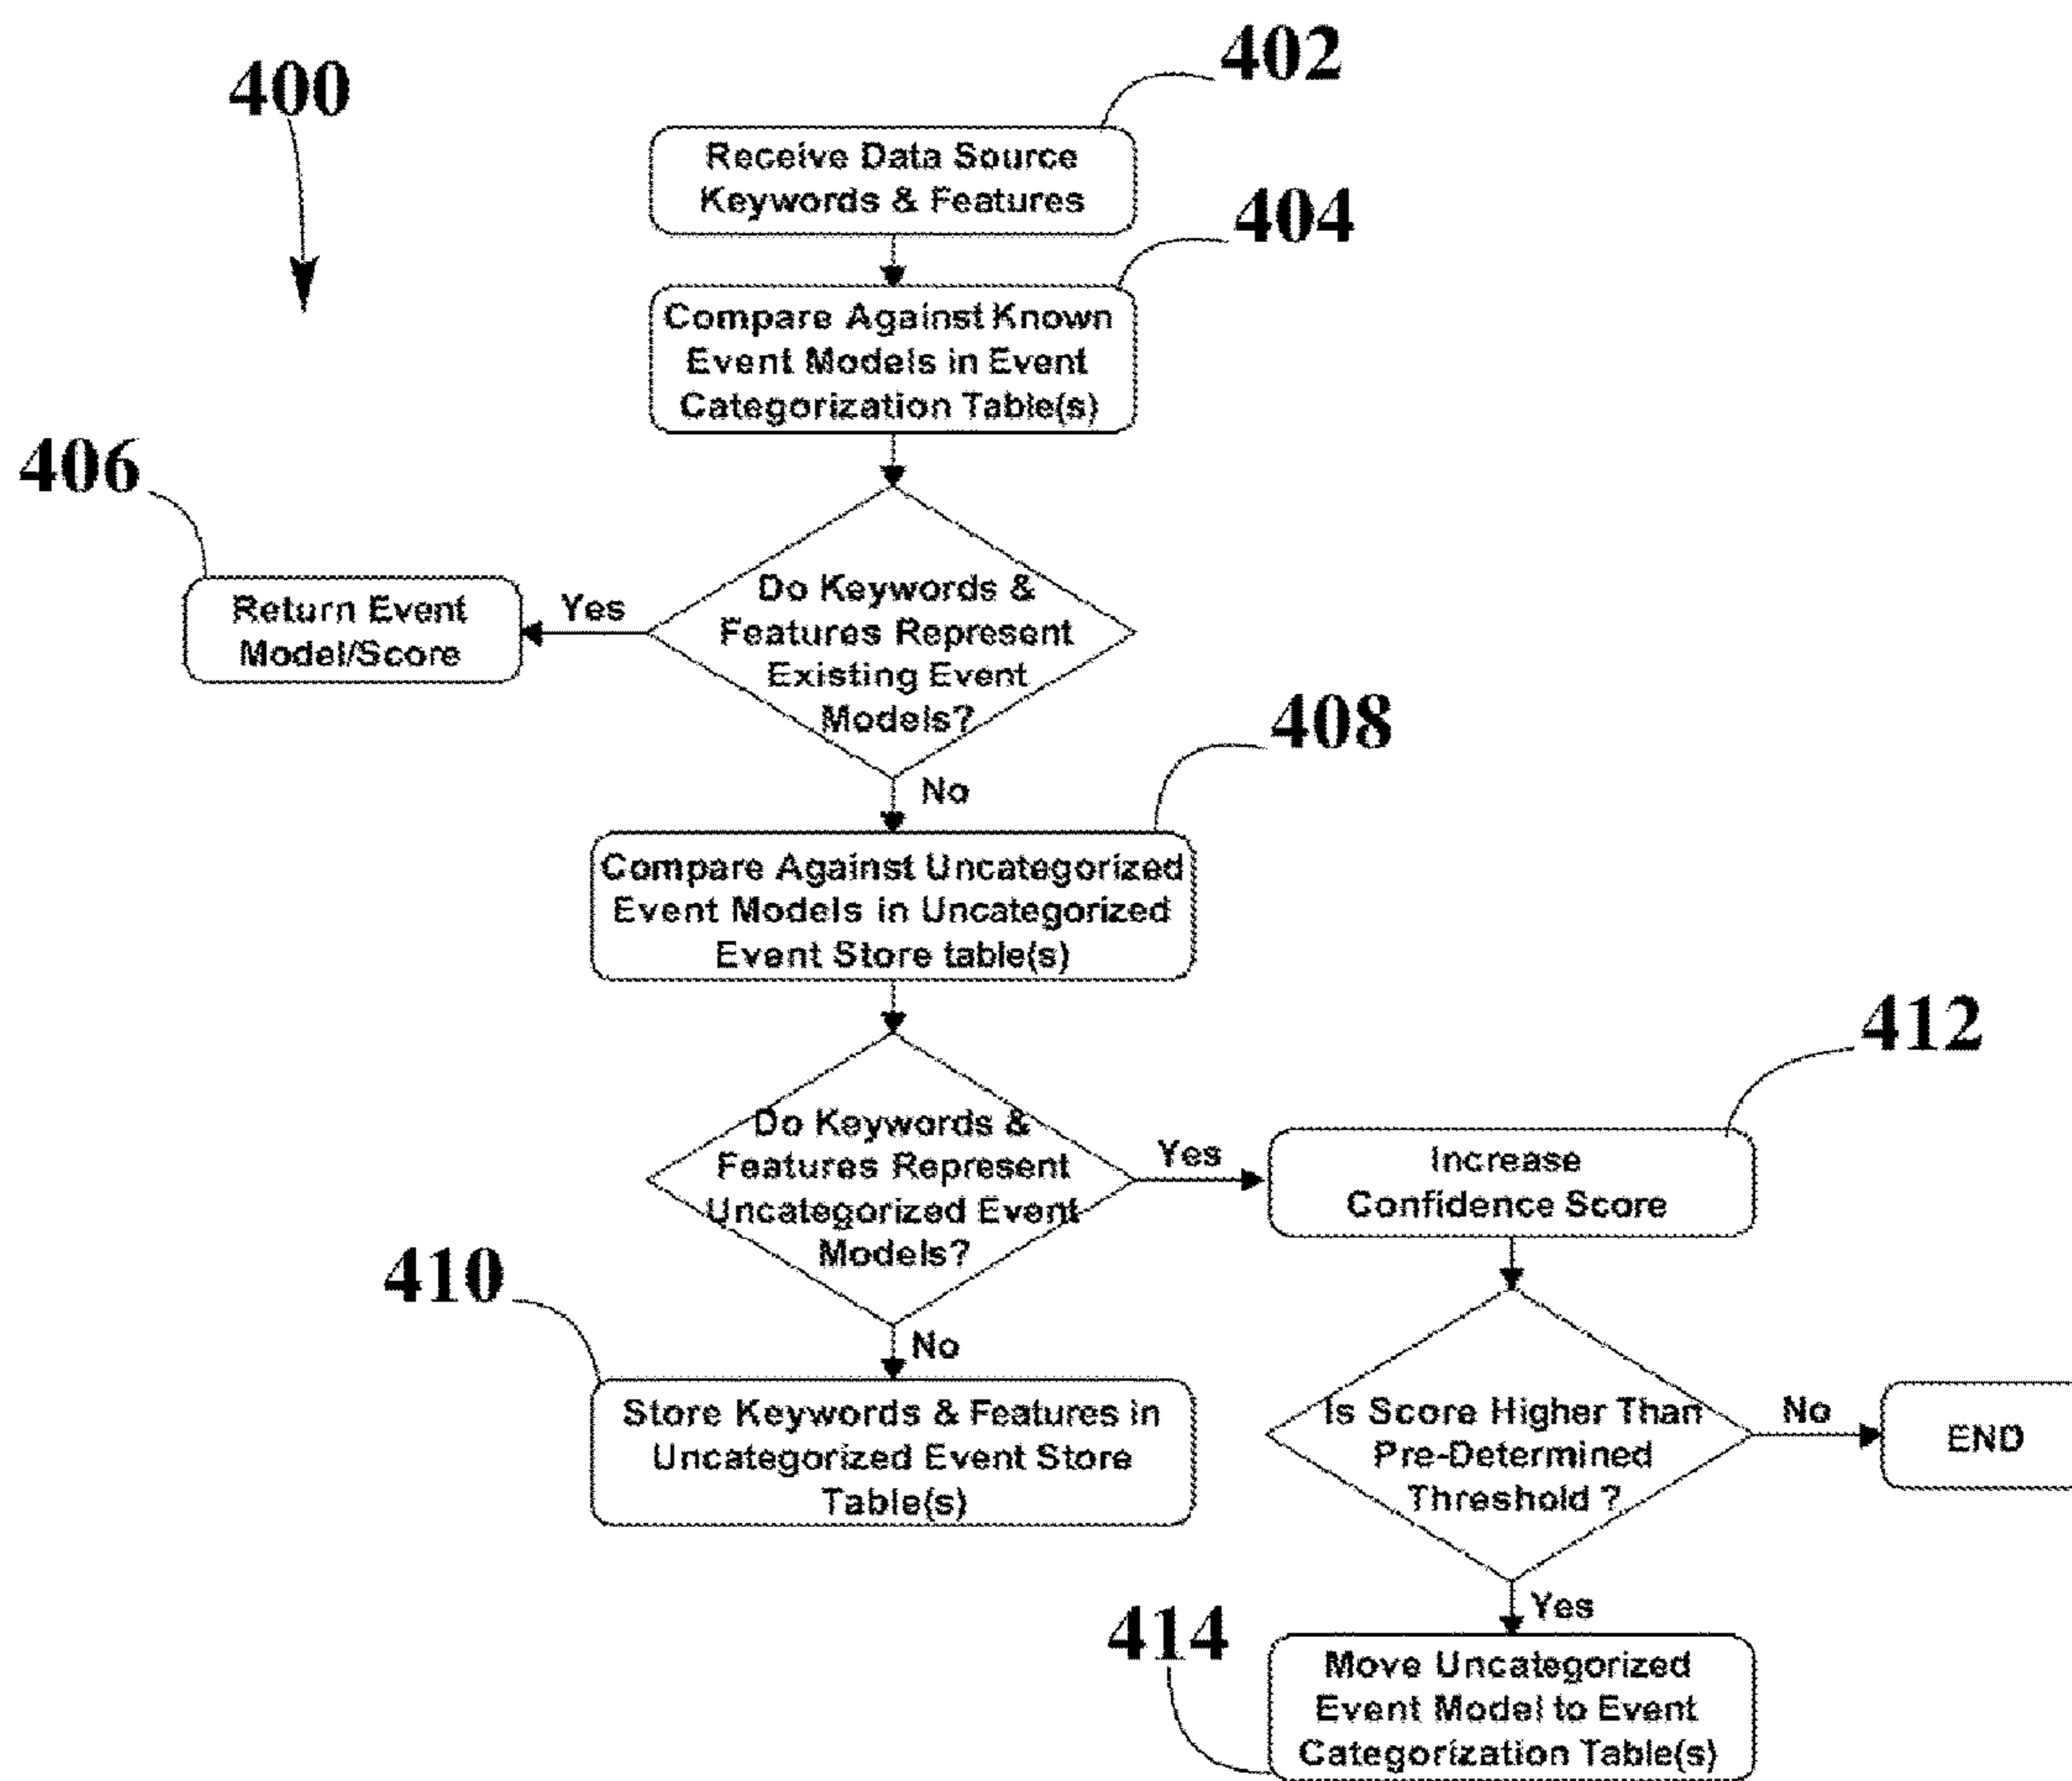 402
400
Receive Data Source
Keywords & Features
404
Compare Against Known
Event Models in Event
Categorization Table(s)
406
Do Keywords &
Features Represent
Existing Event
Models?
Yes
Return Event
Model/Score
No
408
Compare Against Uncategorized
Event Models in Uncategorized
Event Store table(s)
412
Do Keywords &
Features Represent
Uncategorized Event
Models?
Yes
Increase
Confidence Score
410
No
Store Keywords & Features in
Uncategorized Event Store
Table(s)
Is Score Higher Than
Pre-Determined
Threshold ?
No
END
Yes
414
Move Uncategorized
Event Model to Event
Categorization Table(s)